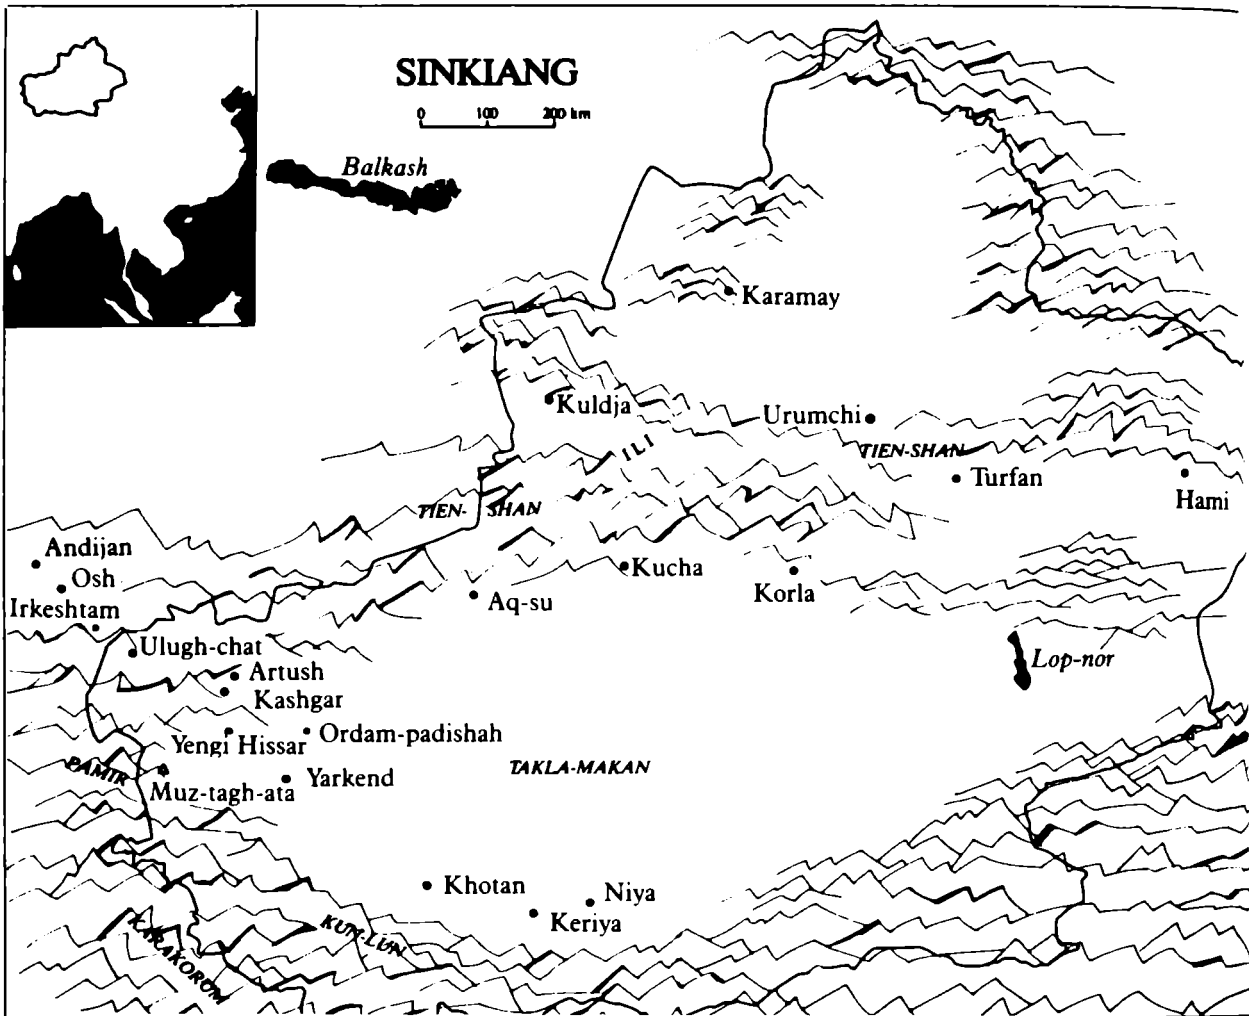 SINKIANG
0 100 200 km
Balkash
Karamay
Kuldja
Urumchi
ILI
TIEN-SHAN
Turfan
Hami
TIEN- SHAN
Andijan
Osh
Irkeshtam
Kucha
Korla
Aq-su
Ulugh-chat
Lop-nor
Artush
Kashgar
Ordam-padishah
Yengi Hissar
PAMIR
TAKLA-MAKAN
Yarkend
Muz-tagh-ata
Khotan
Niya
Keriya
KUN-LUN
KARAKOROM